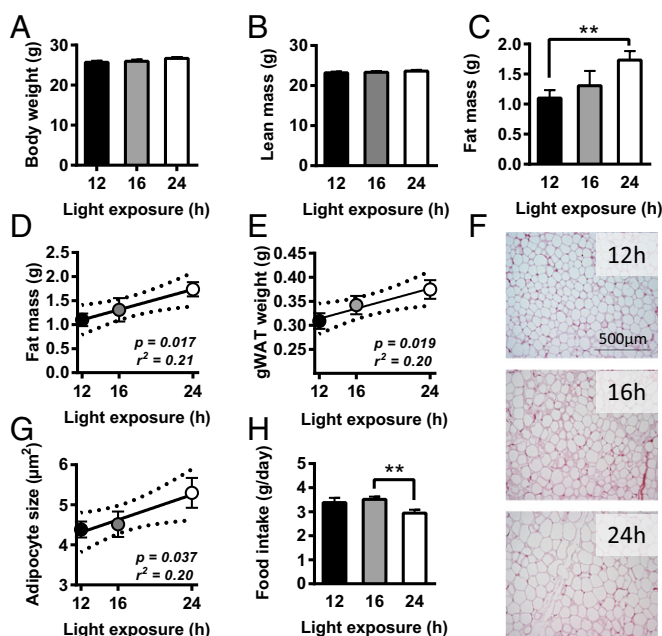 A
Body weight (g)
30
20
10
0
12 16 24
Light exposure (h)
B
Lean mass (g)
30
20
10
0
12 16 24
Light exposure (h)
C
Fat mass (g)
2.0
1.5
1.0
0.5
0.0
**
12 16 24
Light exposure (h)
D
Fat mass (g)
2.5
2.0
1.5
1.0
0.5
0.0
p = 0.017
r² = 0.21
12 16 24
Light exposure (h)
E
gWAT weight (g)
0.45
0.40
0.35
0.30
0.25
p = 0.019
r² = 0.20
12 16 24
Light exposure (h)
F
12h
500µm
16h
24h
G
Adipocyte size (µm²)
6
5
4
p = 0.037
r² = 0.20
12 16 24
Light exposure (h)
H
Food intake (g/day)
5
4
3
2
1
0
**
12 16 24
Light exposure (h)